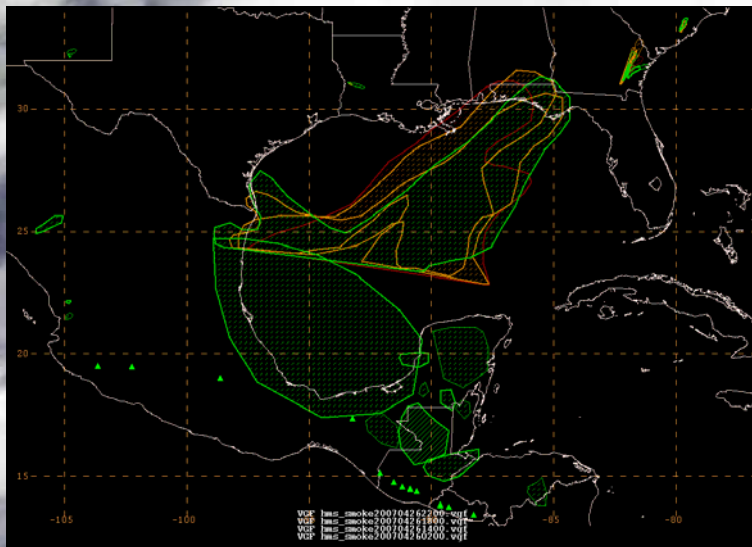 30
25
20
15
-105
-100
-95
-90
-85
-80
VGF hms_smoke200704262200.vgf
VGF hms_smoke200704261800.vgf
VGF hms_smoke200704261400.vgf
VGF hms_smoke200704260200.vgf